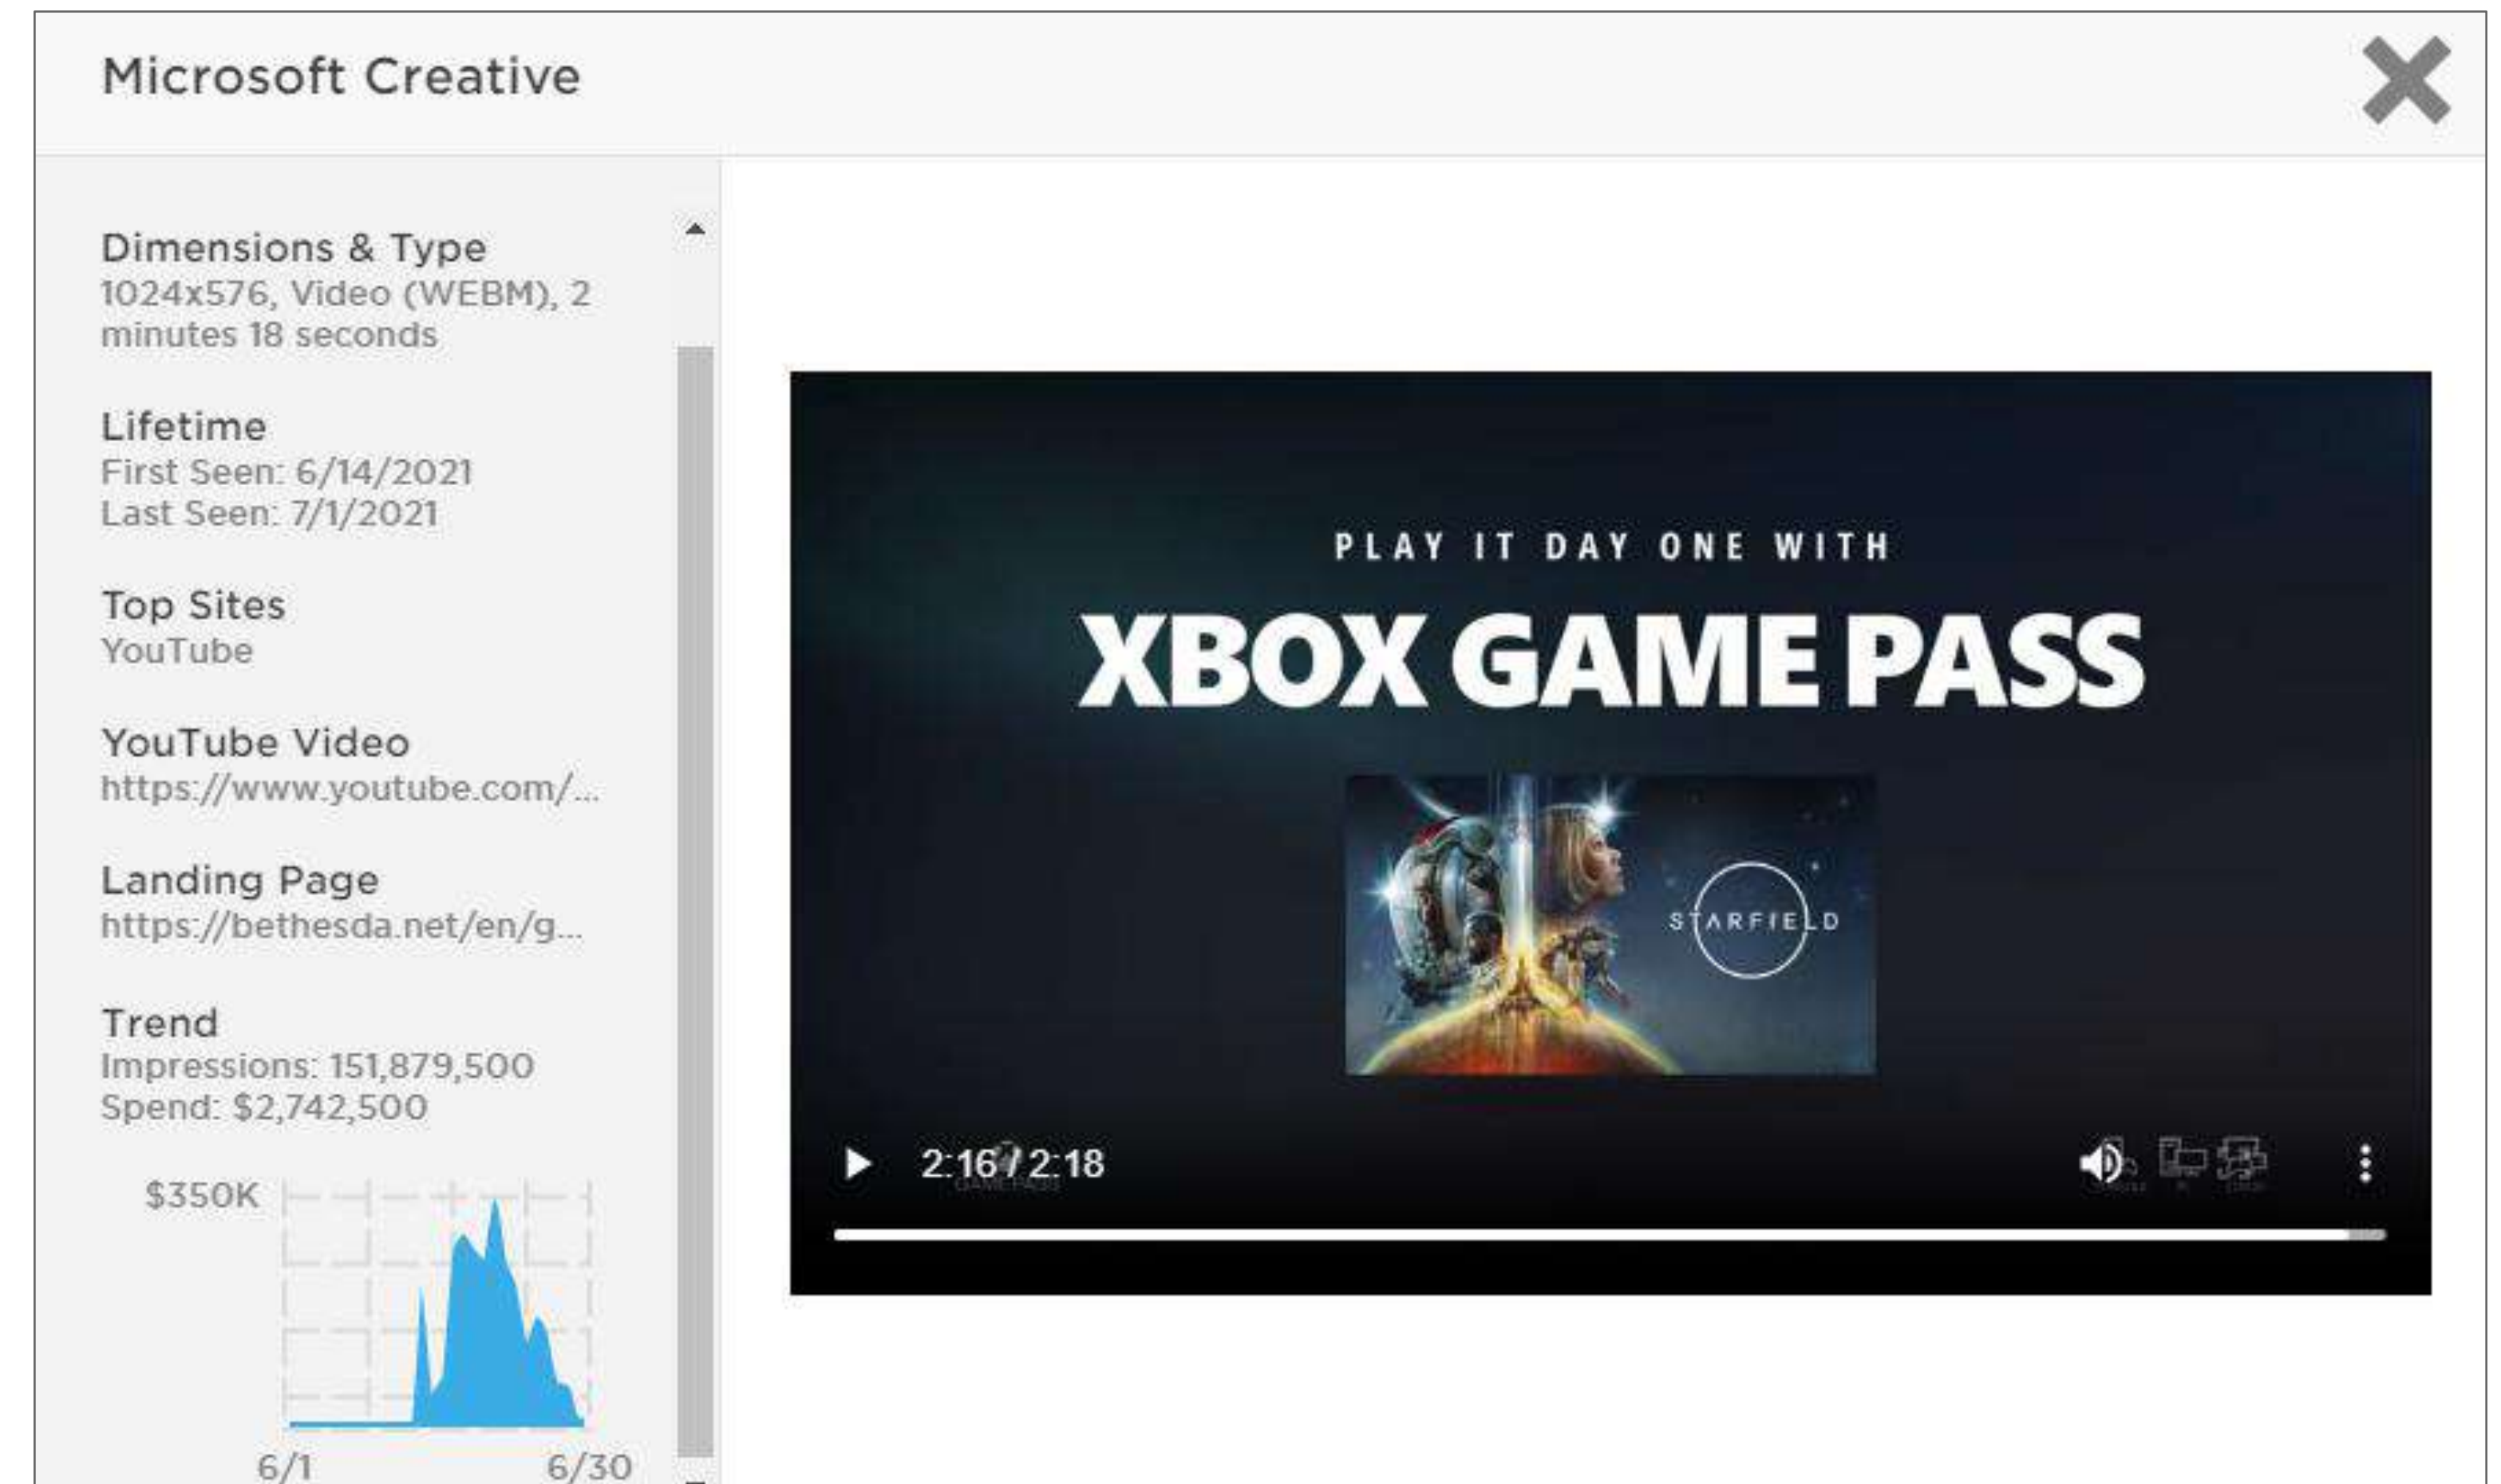 Microsoft Creative
Dimensions & Type
1024x576, Video (WEBM), 2
minutes 18 seconds
Lifetime
First Seen: 6/14/2021
Last Seen: 7/1/2021
Top Sites
YouTube
YouTube Video
https://www.youtube.com/...
Landing Page
https://bethesda.net/en/g...
Trend
Impressions: 151,879,500
Spend: $2,742,500
$350K
6/1 6/30
PLAY IT DAY ONE WITH
XBOX GAME PASS
STARFIELD
2:16 / 2:18
GAME PASS